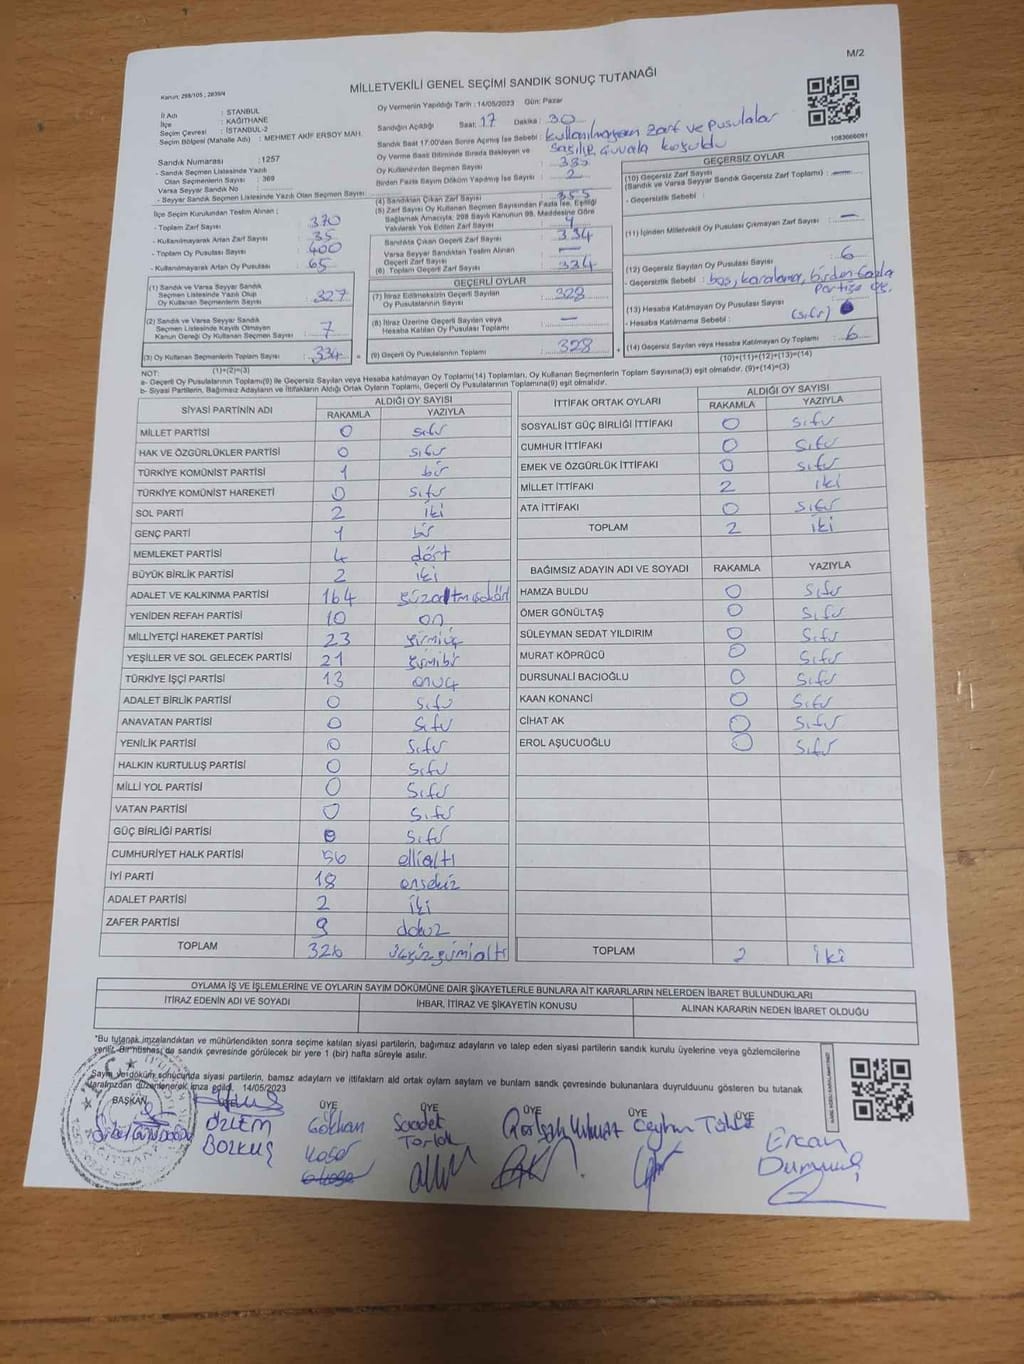 M/2
MİLLETVEKİLİ GENEL SEÇİMİ SANDIK SONUÇ TUTANAĞI
Kanun: 298/105 ; 2839/4
İl Adı : STANBUL
İlçe : KAĞITHANE
Seçim Çevresi : İSTANBUL-2
Seçim Bölgesi (Mahalle Adı) : MEHMET AKİF ERSOY MAH.
Sandık Numarası : 1257
- Sandık Seçmen Listesinde Yazılı
Olan Seçmenlerin Sayısı : 369
Varsa Seyyar Sandık No :
- Seyyar Sandık Seçmen Listesinde Yazılı Olan Seçmen Sayısı
İlçe Seçim Kurulundan Teslim Alınan ;
- Toplam Zarf Sayısı : 370
- Kullanılmayarak Artan Zarf Sayısı : 35
- Toplam Oy Pusulası Sayısı : 400
- Kullanılmayarak Artan Oy Pusulası : 65
(1) Sandık ve Varsa Seyyar Sandık
Seçmen Listesinde Yazılı Olup
Oy Kullanan Seçmenlerin Sayısı : 327
(2) Sandık ve Varsa Seyyar Sandık
Seçmen Listesinde Kayıtlı Olmayan
Kanun Gereği Oy Kullanan Seçmen Sayısı : 7
(3) Oy Kullanan Seçmenlerin Toplam Sayısı : 334 =
Oy Vermenin Yapıldığı Tarih : 14/05/2023 Gün: Pazar
Sandığın Açıldığı Saat: 17 Dakika : 30
Sandık Saat 17:00'den Sonra Açılmış İse Sebebi : Kullanılmayan Zarf ve Pusulalar
Sayılıp, çuvala koyuldu
Oy Verme Saati Bitiminde Sırada Bekleyen ve
Oy Kullandırılan Seçmen Sayısı
Birden Fazla Sayım Döküm Yapılmış İse Sayısı : 2
(4) Sandıktan Çıkan Zarf Sayısı
(5) Zarf Sayısı Oy Kullanan Seçmen Sayısından Fazla İse, Eşitliği
Sağlamak Amacıyla; 298 Sayılı Kanunun 98. Maddesine Göre
Yakılarak Yok Edilen Zarf Sayısı
Sandıkta Çıkan Geçerli Zarf Sayısı : 334
Varsa Seyyar Sandıktan Teslim Alınan
Geçerli Zarf Sayısı : —
(6) Toplam Geçerli Zarf Sayısı : 334
GEÇERLİ OYLAR
(7) İtiraz Edilmeksizin Geçerli Sayılan
Oy Pusulalarının Sayısı : 328
(8) İtiraz Üzerine Geçerli Sayılan veya
Hesaba Katılan Oy Pusulası Toplamı : —
(9) Geçerli Oy Pusulalarının Toplamı : 328 +
1083666091
GEÇERSİZ OYLAR
(10) Geçersiz Zarf Sayısı
(Sandık ve Varsa Seyyar Sandık Geçersiz Zarf Toplamı) : —
- Geçersizlik Sebebi :
(11) İçinden Milletvekili Oy Pusulası Çıkmayan Zarf Sayısı : —
(12) Geçersiz Sayılan Oy Pusulası Sayısı : 6
- Geçersizlik Sebebi : boş, karalama, birden fazla
partiye oy.
(13) Hesaba Katılmayan Oy Pusulası Sayısı
- Hesaba Katılmama Sebebi : (sıfır)
(14) Geçersiz Sayılan veya Hesaba Katılmayan Oy Toplamı : 6
(10)+(11)+(12)+(13)=(14)
NOT: (1)+(2)=(3)
a- Geçerli Oy Pusulalarının Toplamı(9) ile Geçersiz Sayılan veya Hesaba katılmayan Oy Toplamı(14) Toplamları, Oy Kullanan Seçmenlerin Toplam Sayısına(3) eşit olmalıdır. (9)+(14)=(3)
b- Siyasi Partilerin, Bağımsız Adayların ve İttifakların Aldığı Oy Ortak Oyların Toplamı, Geçerli Oy Pusulalarının Toplamına(9) eşit olmalıdır.
SİYASİ PARTİNİN ADI ALDIĞI OY SAYISI
RAKAMLA YAZIYLA
MİLLET PARTİSİ 0 sıfır
HAK VE ÖZGÜRLÜKLER PARTİSİ 0 sıfır
TÜRKİYE KOMÜNİST PARTİSİ 1 bir
TÜRKİYE KOMÜNİST HAREKETİ 0 sıfır
SOL PARTİ 2 iki
GENÇ PARTİ 1 bir
MEMLEKET PARTİSİ 4 dört
BÜYÜK BİRLİK PARTİSİ 2 iki
ADALET VE KALKINMA PARTİSİ 164 yüzaltmışdört
YENİDEN REFAH PARTİSİ 10 on
MİLLİYETÇİ HAREKET PARTİSİ 23 yirmiüç
YEŞİLLER VE SOL GELECEK PARTİSİ 21 yirmibir
TÜRKİYE İŞÇİ PARTİSİ 13 onüç
ADALET BİRLİK PARTİSİ 0 sıfır
ANAVATAN PARTİSİ 0 sıfır
YENİLİK PARTİSİ 0 sıfır
HALKIN KURTULUŞ PARTİSİ 0 sıfır
MİLLİ YOL PARTİSİ 0 sıfır
VATAN PARTİSİ 0 sıfır
GÜÇ BİRLİĞİ PARTİSİ 0 sıfır
CUMHURİYET HALK PARTİSİ 56 ellialtı
İYİ PARTİ 18 onsekiz
ADALET PARTİSİ 2 iki
ZAFER PARTİSİ 9 dokuz
TOPLAM 326 üçyüzyirmialtı
İTTİFAK ORTAK OYLARI ALDIĞI OY SAYISI
RAKAMLA YAZIYLA
SOSYALİST GÜÇ BİRLİĞİ İTTİFAKI 0 sıfır
CUMHUR İTTİFAKI 0 sıfır
EMEK VE ÖZGÜRLÜK İTTİFAKI 0 sıfır
MİLLET İTTİFAKI 2 iki
ATA İTTİFAKI 0 sıfır
TOPLAM 2 iki
BAĞIMSIZ ADAYIN ADI VE SOYADI RAKAMLA YAZIYLA
HAMZA BULDU 0 sıfır
ÖMER GÖNÜLTAŞ 0 sıfır
SÜLEYMAN SEDAT YILDIRIM 0 sıfır
MURAT KÖPRÜCÜ 0 sıfır
DURSUNALİ BACIOĞLU 0 sıfır
KAAN KONANCİ 0 sıfır
CİHAT AK 0 sıfır
EROL AŞUCUOĞLU 0 sıfır
TOPLAM 2 iki
OYLAMA İŞ VE İŞLEMLERİNE VE OYLARIN SAYIM DÖKÜMÜNE DAİR ŞİKAYETLERLE BUNLARA AİT KARARLARIN NELERDEN İBARET BULUNDUKLARI
İTİRAZ EDENİN ADI VE SOYADI İHBAR, İTİRAZ VE ŞİKAYETİN KONUSU ALINAN KARARIN NEDEN İBARET OLDUĞU
"Bu tutanak imzalandıktan ve mühürlendikten sonra seçime katılan siyasi partilerin, bağımsız adayların ve talep eden siyasi partilerin sandık kurulu üyelerine veya gözlemcilerine
verilir. Bir nüshası da sandık çevresinde görülecek bir yere 1 (bir) hafta süreyle asılır.
Sayım ve döküm sonucunda siyasi partilerin, bamsz adayların ve ittifakların ald ortak oyların saylarn ve bunların sandık çevresinde bulunanlara duyrulduunu gösteren bu tutanak
tarafımızdan düzenlenerek imza edildi. 14/05/2023
BAŞKAN ÜYE ÜYE ÜYE ÜYE ÜYE
ÖZLEM BOZKUŞ
Gökhan
Saadet
Ceyhun
Ercan
Durmuş